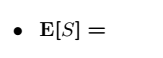 • E[S] =